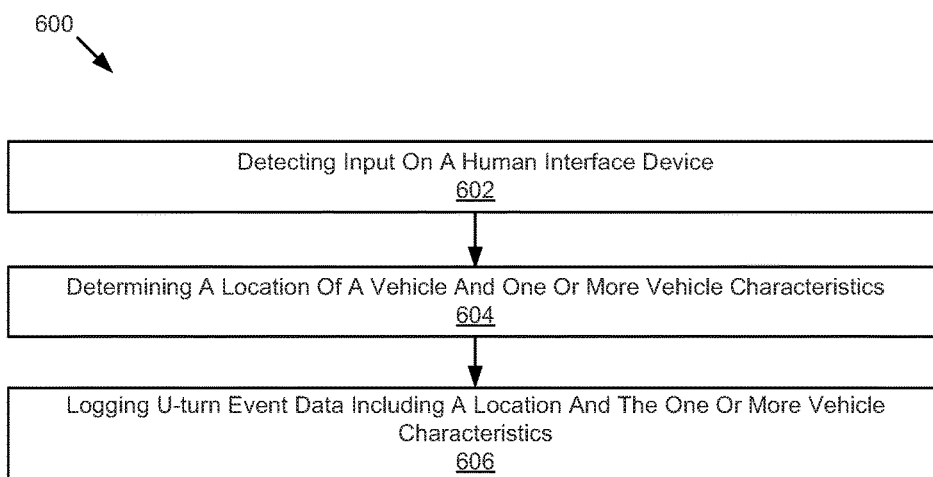 600
Detecting Input On A Human Interface Device
602
Determining A Location Of A Vehicle And One Or More Vehicle Characteristics
604
Logging U-turn Event Data Including A Location And The One Or More Vehicle
Characteristics
606